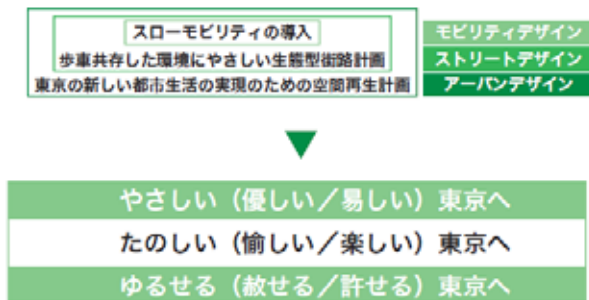 スローモビリティの導入 モビリティデザイン
歩車共存した環境にやさしい生態型街路計画 ストリートデザイン
東京の新しい都市生活の実現のための空間再生計画 アーバンデザイン
やさしい（優しい／易しい）東京へ
たのしい（愉しい／楽しい）東京へ
ゆるせる（赦せる／許せる）東京へ